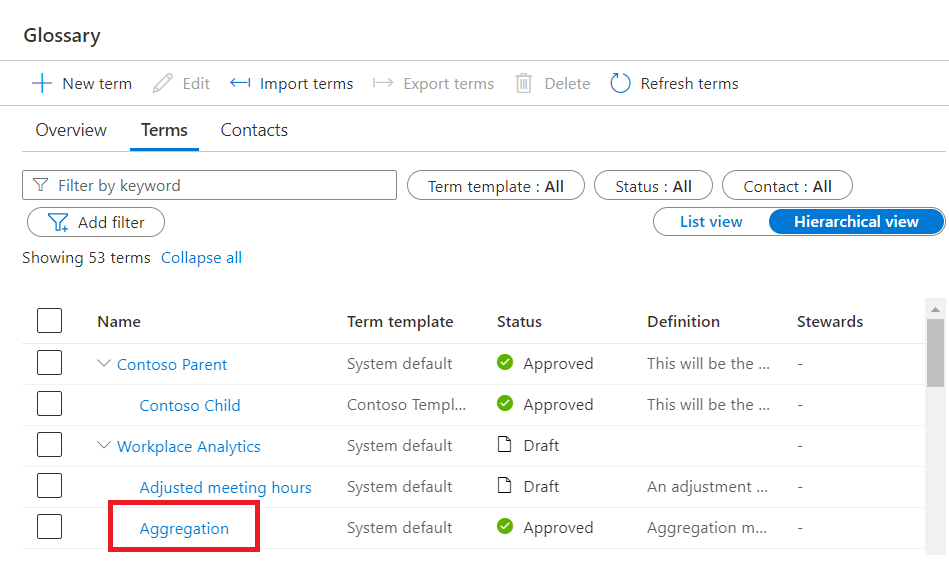 Glossary
New term Edit Import terms Export terms Delete Refresh terms
Overview Terms Contacts
Filter by keyword Term template : All Status : All Contact : All
Add filter List view Hierarchical view
Showing 53 terms Collapse all
Name Term template Status Definition Stewards
Contoso Parent System default Approved This will be the ... -
Contoso Child Contoso Templ... Approved This will be the ... -
Workplace Analytics System default Draft -
Adjusted meeting hours System default Draft An adjustment ... -
Aggregation System default Approved Aggregation m... -